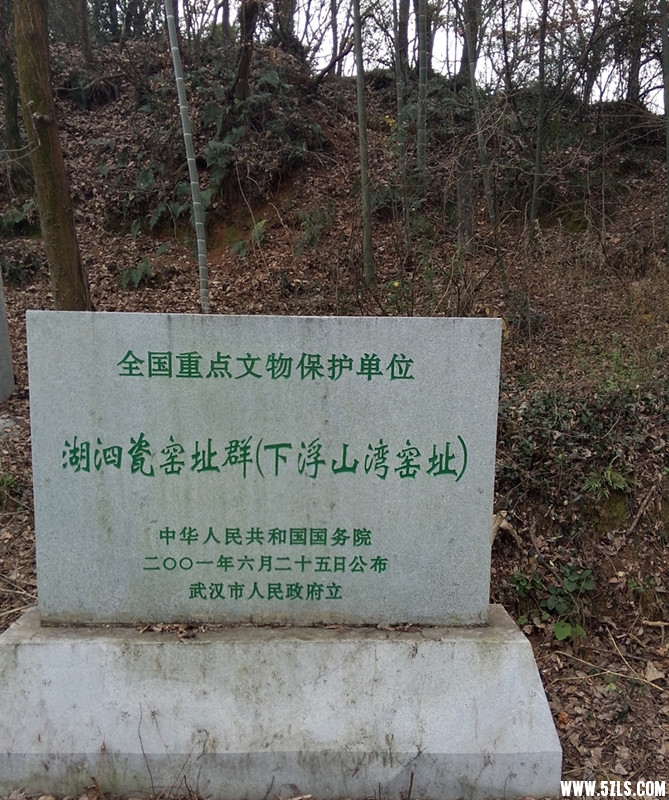 全国重点文物保护单位
湖泗瓷窑址群(下浮山湾窑址)
中华人民共和国国务院
二〇〇一年六月二十五日公布
武汉市人民政府立
WWW.5ZLS.COM